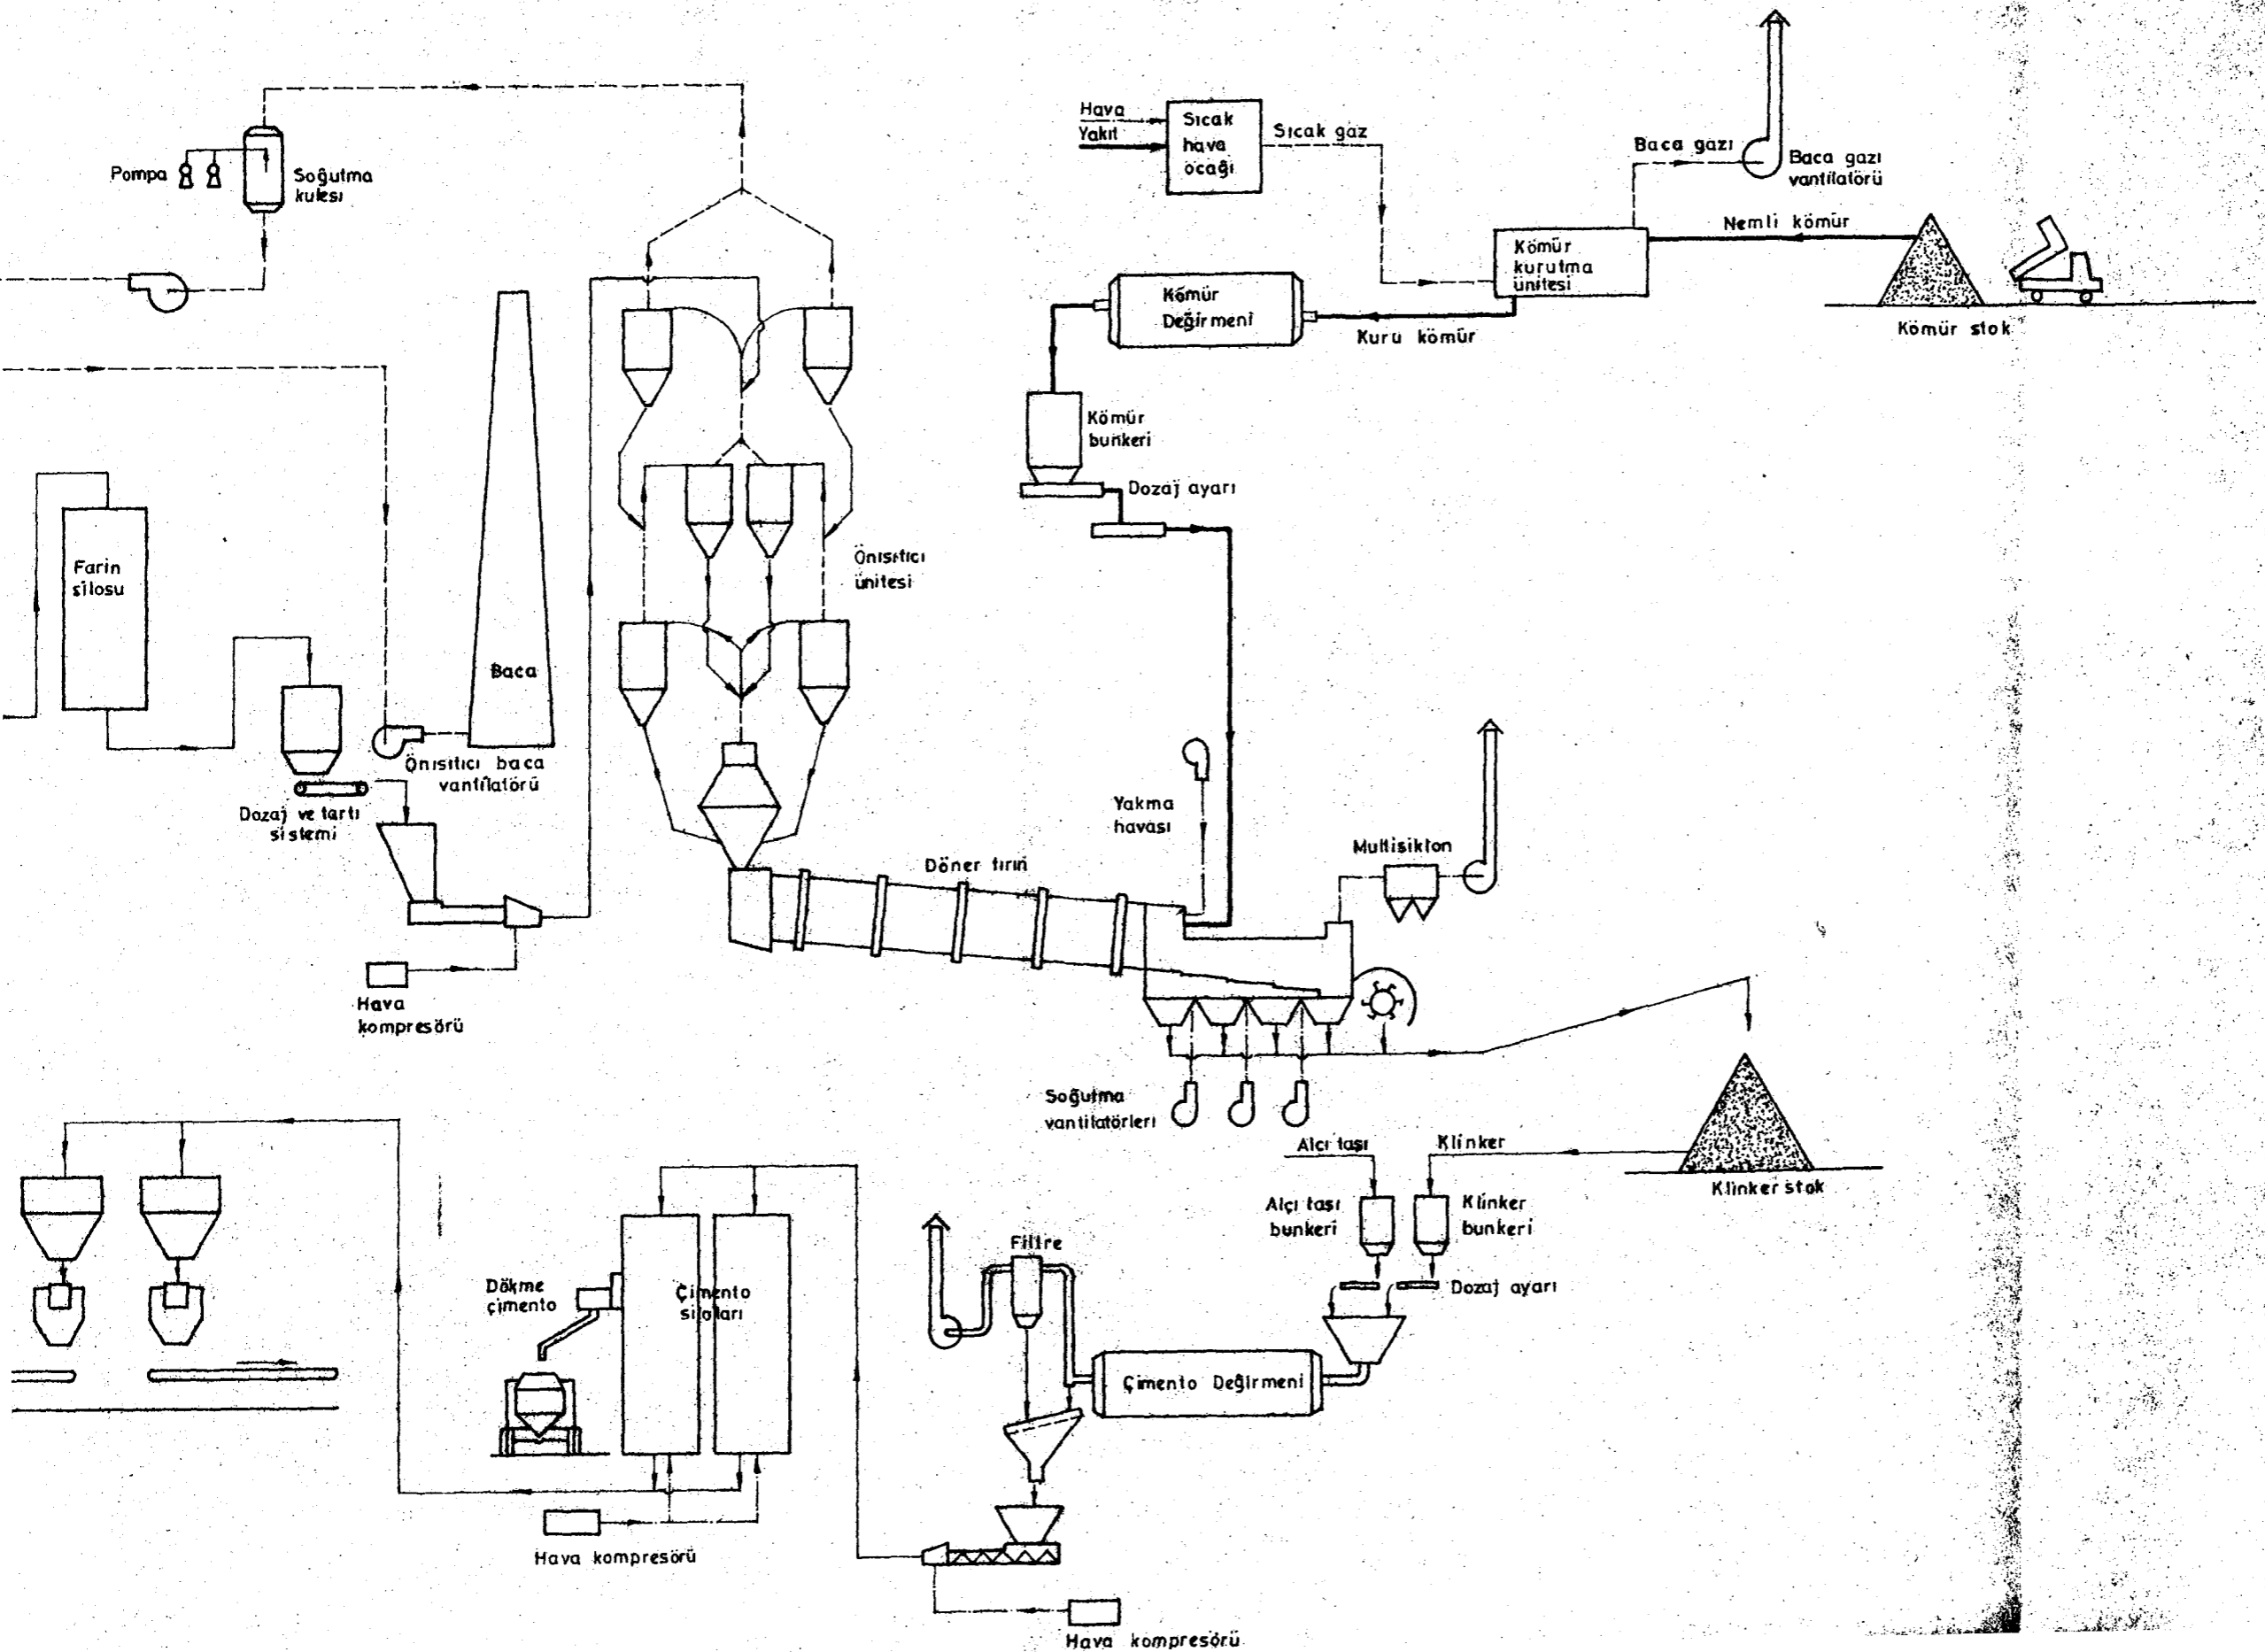 Hava
Yakıt
Sıcak
hava
ocağı
Sıcak gaz
Baca gazı
Baca gazı
vantilatörü
Pompa
Soğutma
kulesı
Nemli kömür
Kömür
kurutma
ünitesi
Kömür
Değirmeni
Kuru kömür
Kömür stok
Kömür
bunkeri
Dozaj ayarı
Farin
silosu
Önısıtıcı
ünitesi
Baca
Önısıtıcı baca
vantilatörü
Dozaj ve tartı
sistemi
Yakma
havası
Multisiklon
Döner fırın
Hava
kompresörü
Soğutma
vantilatörleri
Alçı taşı
Klinker
Klinker stok
Alçı taşı
bunkeri
Klinker
bunkeri
Filtre
Dökme
çimento
Çimento
siloları
Dozaj ayarı
Çimento Değirmeni
Hava kompresörü
Hava kompresörü